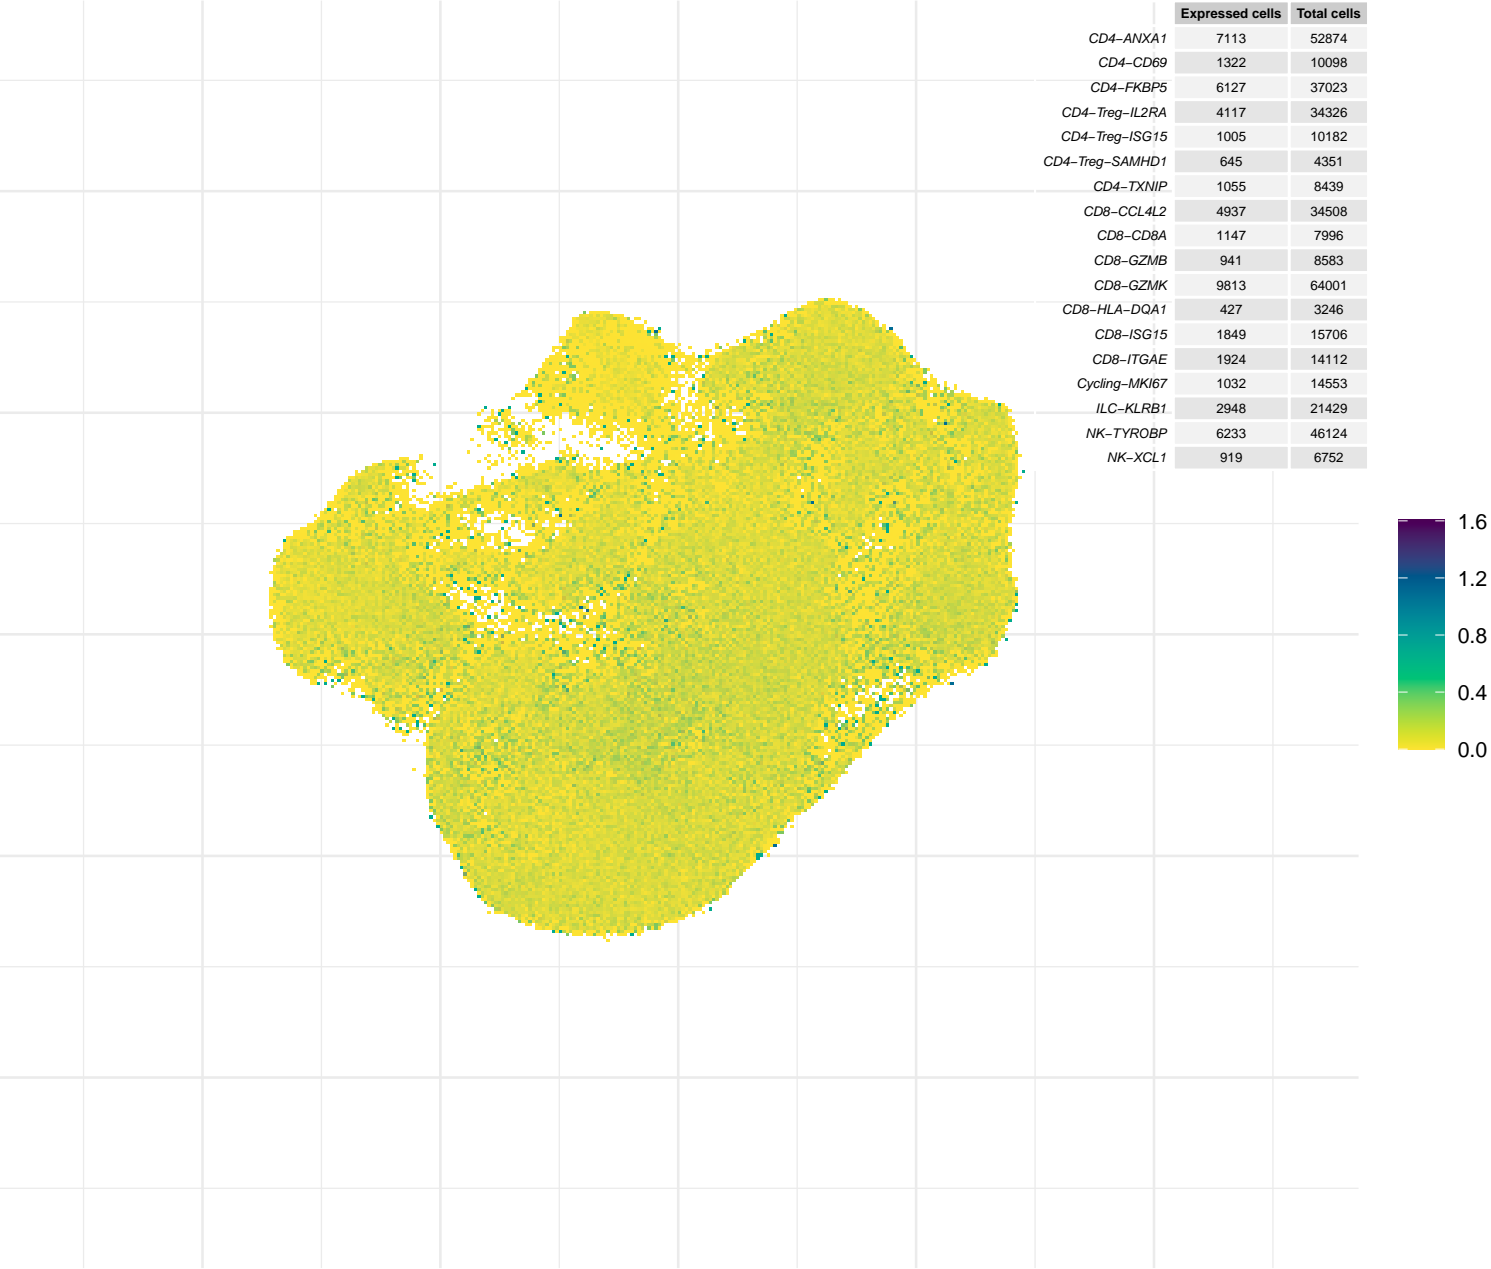 Expressed cells Total cells
CD4−ANXA1 7113 52874
CD4−CD69 1322 10098
CD4−FKBP5 6127 37023
CD4−Treg−IL2RA 4117 34326
CD4−Treg−ISG15 1005 10182
CD4−Treg−SAMHD1 645 4351
CD4−TXNIP 1055 8439
CD8−CCL4L2 4937 34508
CD8−CD8A 1147 7996
CD8−GZMB 941 8583
CD8−GZMK 9813 64001
CD8−HLA−DQA1 427 3246
CD8−ISG15 1849 15706
CD8−ITGAE 1924 14112
Cycling−MKI67 1032 14553
ILC−KLRB1 2948 21429
NK−TYROBP 6233 46124
NK−XCL1 919 6752
1.6
1.2
0.8
0.4
0.0